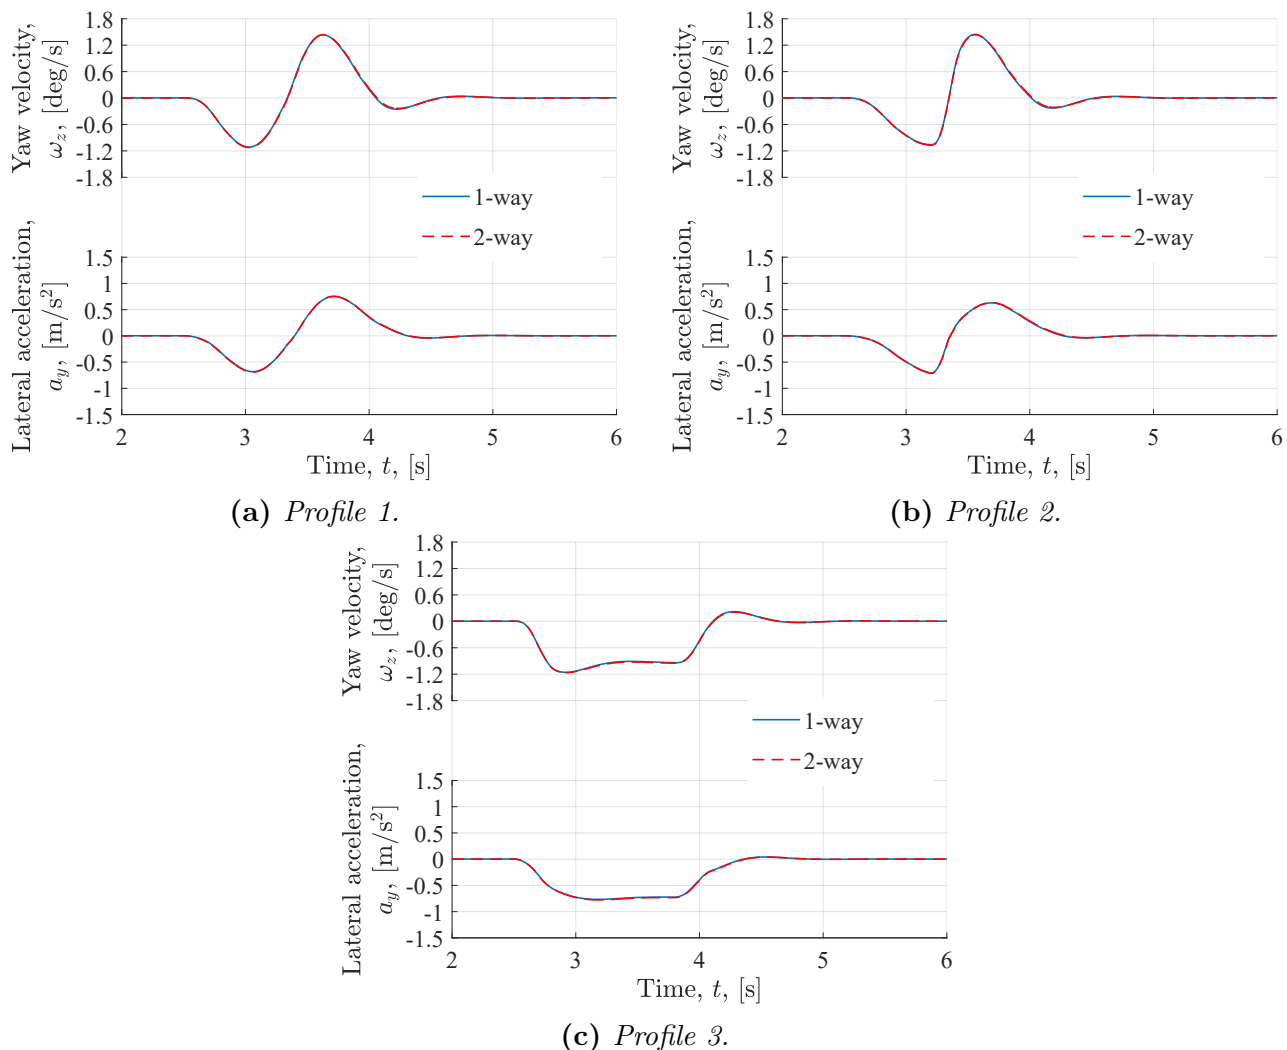 Yaw velocity,
ω_z, [deg/s]
1.8
1.2
0.6
0
-0.6
-1.2
-1.8
1-way
2-way
Lateral acceleration,
a_y, [m/s²]
1.5
1
0.5
0
-0.5
-1
-1.5
2 3 4 5 6
Time, t, [s]
(a) Profile 1.
Yaw velocity,
ω_z, [deg/s]
1.8
1.2
0.6
0
-0.6
-1.2
-1.8
1-way
2-way
Lateral acceleration,
a_y, [m/s²]
1.5
1
0.5
0
-0.5
-1
-1.5
2 3 4 5 6
Time, t, [s]
(b) Profile 2.
Yaw velocity,
ω_z, [deg/s]
1.8
1.2
0.6
0
-0.6
-1.2
-1.8
1-way
2-way
Lateral acceleration,
a_y, [m/s²]
1.5
1
0.5
0
-0.5
-1
-1.5
2 3 4 5 6
Time, t, [s]
(c) Profile 3.